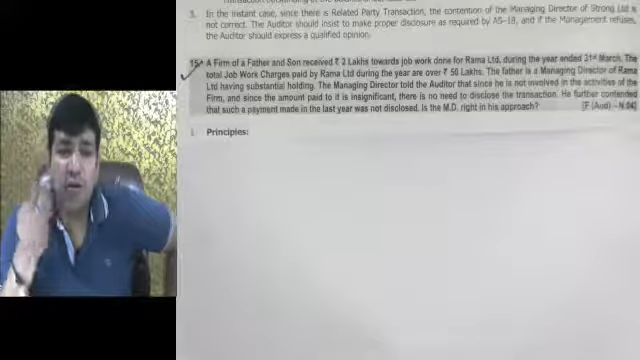 3. In the instant case, since there is Related Party Transaction, the contention of the Managing Director of Strong Ltd is
not correct. The Auditor should insist to make proper disclosure as required by AS-18, and if the Management refuses,
the Auditor should express a qualified opinion.
15. A Firm of a Father and Son received ₹ 2 Lakhs towards job work done for Rama Ltd, during the year ended 31st March. The
total Job Work Charges paid by Rama Ltd during the year are over ₹ 50 Lakhs. The father is a Managing Director of Rama
Ltd having substantial holding. The Managing Director told the Auditor that since he is not involved in the activities of the
Firm, and since the amount paid to it is insignificant, there is no need to disclose the transaction. He further contended
that such a payment made in the last year was not disclosed. Is the M.D. right in his approach? [F (Aud) – N.04]
Principles: